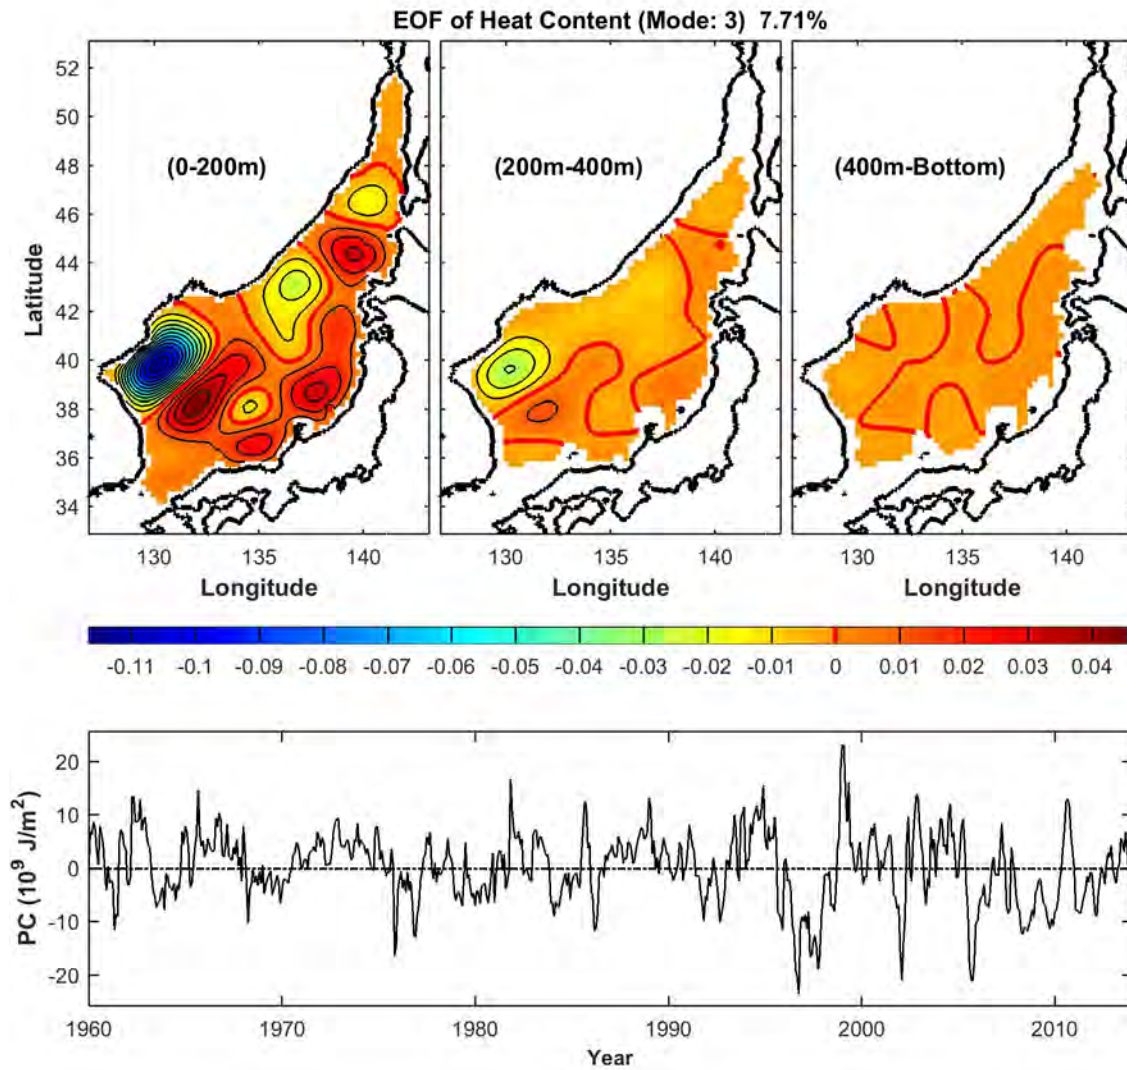 EOF of Heat Content (Mode: 3) 7.71%
52
50
48
46
44
42
40
38
36
34
Latitude
(0-200m)
(200m-400m)
(400m-Bottom)
130 135 140
130 135 140
130 135 140
Longitude
Longitude
Longitude
-0.11 -0.1 -0.09 -0.08 -0.07 -0.06 -0.05 -0.04 -0.03 -0.02 -0.01 0 0.01 0.02 0.03 0.04
20
10
0
-10
-20
PC (10⁹ J/m²)
1960 1970 1980 1990 2000 2010
Year